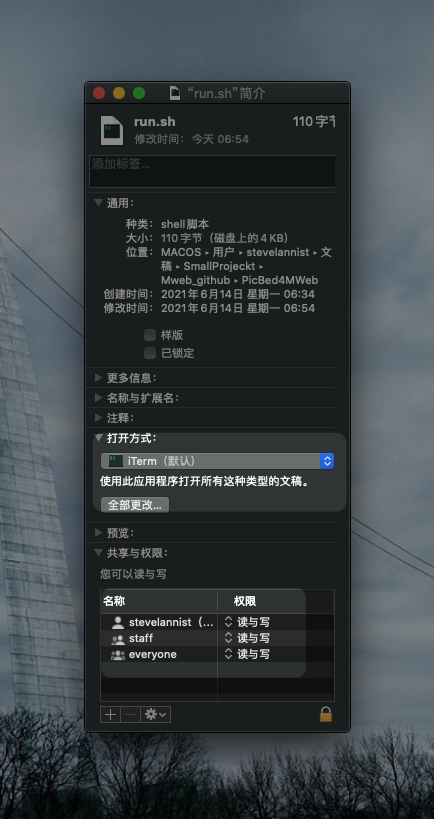 “run.sh”简介
run.sh
110 字节
修改时间：今天 06:54
添加标签...
通用：
种类：shell脚本
大小：110 字节（磁盘上的 4 KB）
位置：MACOS ▸ 用户 ▸ stevelannist ▸ 文
稿 ▸ SmallProjeckt ▸
Mweb_github ▸ PicBed4MWeb
创建时间：2021年6月14日 星期一 06:34
修改时间：2021年6月14日 星期一 06:54
样版
已锁定
更多信息：
名称与扩展名：
注释：
打开方式：
iTerm（默认）
使用此应用程序打开所有这种类型的文稿。
全部更改...
预览：
共享与权限：
您可以读与写
名称 权限
stevelannist（... 读与写
staff 读与写
everyone 读与写